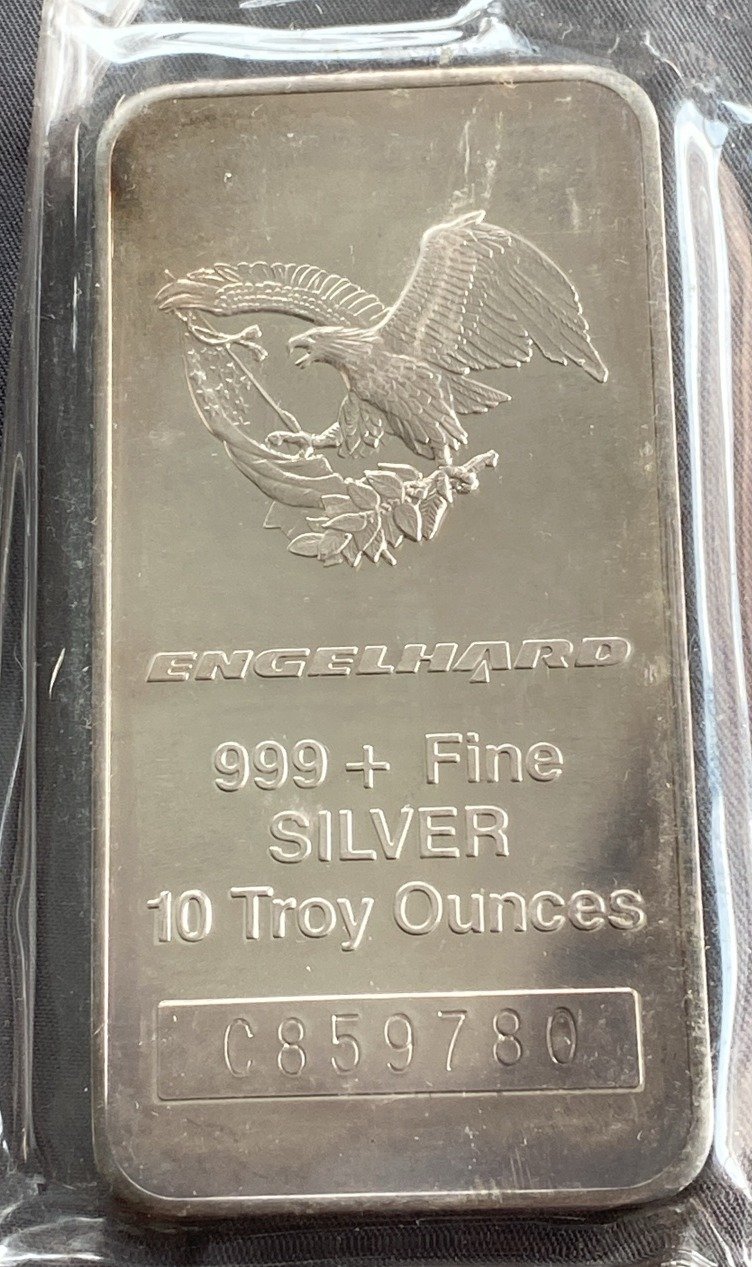 ENGELHARD
999+ Fine
SILVER
10 Troy Ounces
C859780